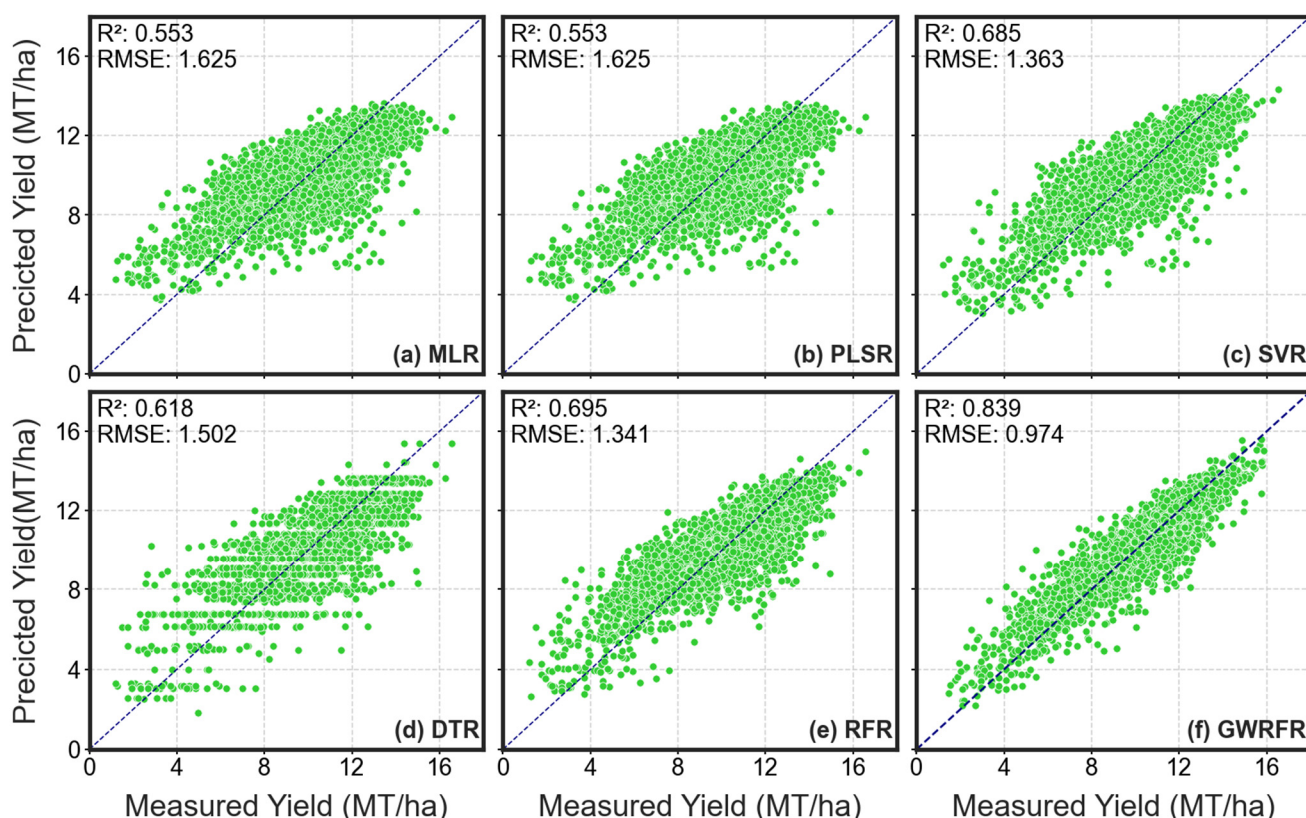 Precicted Yield (MT/ha)
16
12
8
4
0
R²: 0.553
RMSE: 1.625
(a) MLR
R²: 0.553
RMSE: 1.625
(b) PLSR
R²: 0.685
RMSE: 1.363
(c) SVR
Precicted Yield(MT/ha)
16
12
8
4
0
R²: 0.618
RMSE: 1.502
(d) DTR
R²: 0.695
RMSE: 1.341
(e) RFR
R²: 0.839
RMSE: 0.974
(f) GWRFR
0 4 8 12 16
0 4 8 12 16
0 4 8 12 16
Measured Yield (MT/ha)
Measured Yield (MT/ha)
Measured Yield (MT/ha)